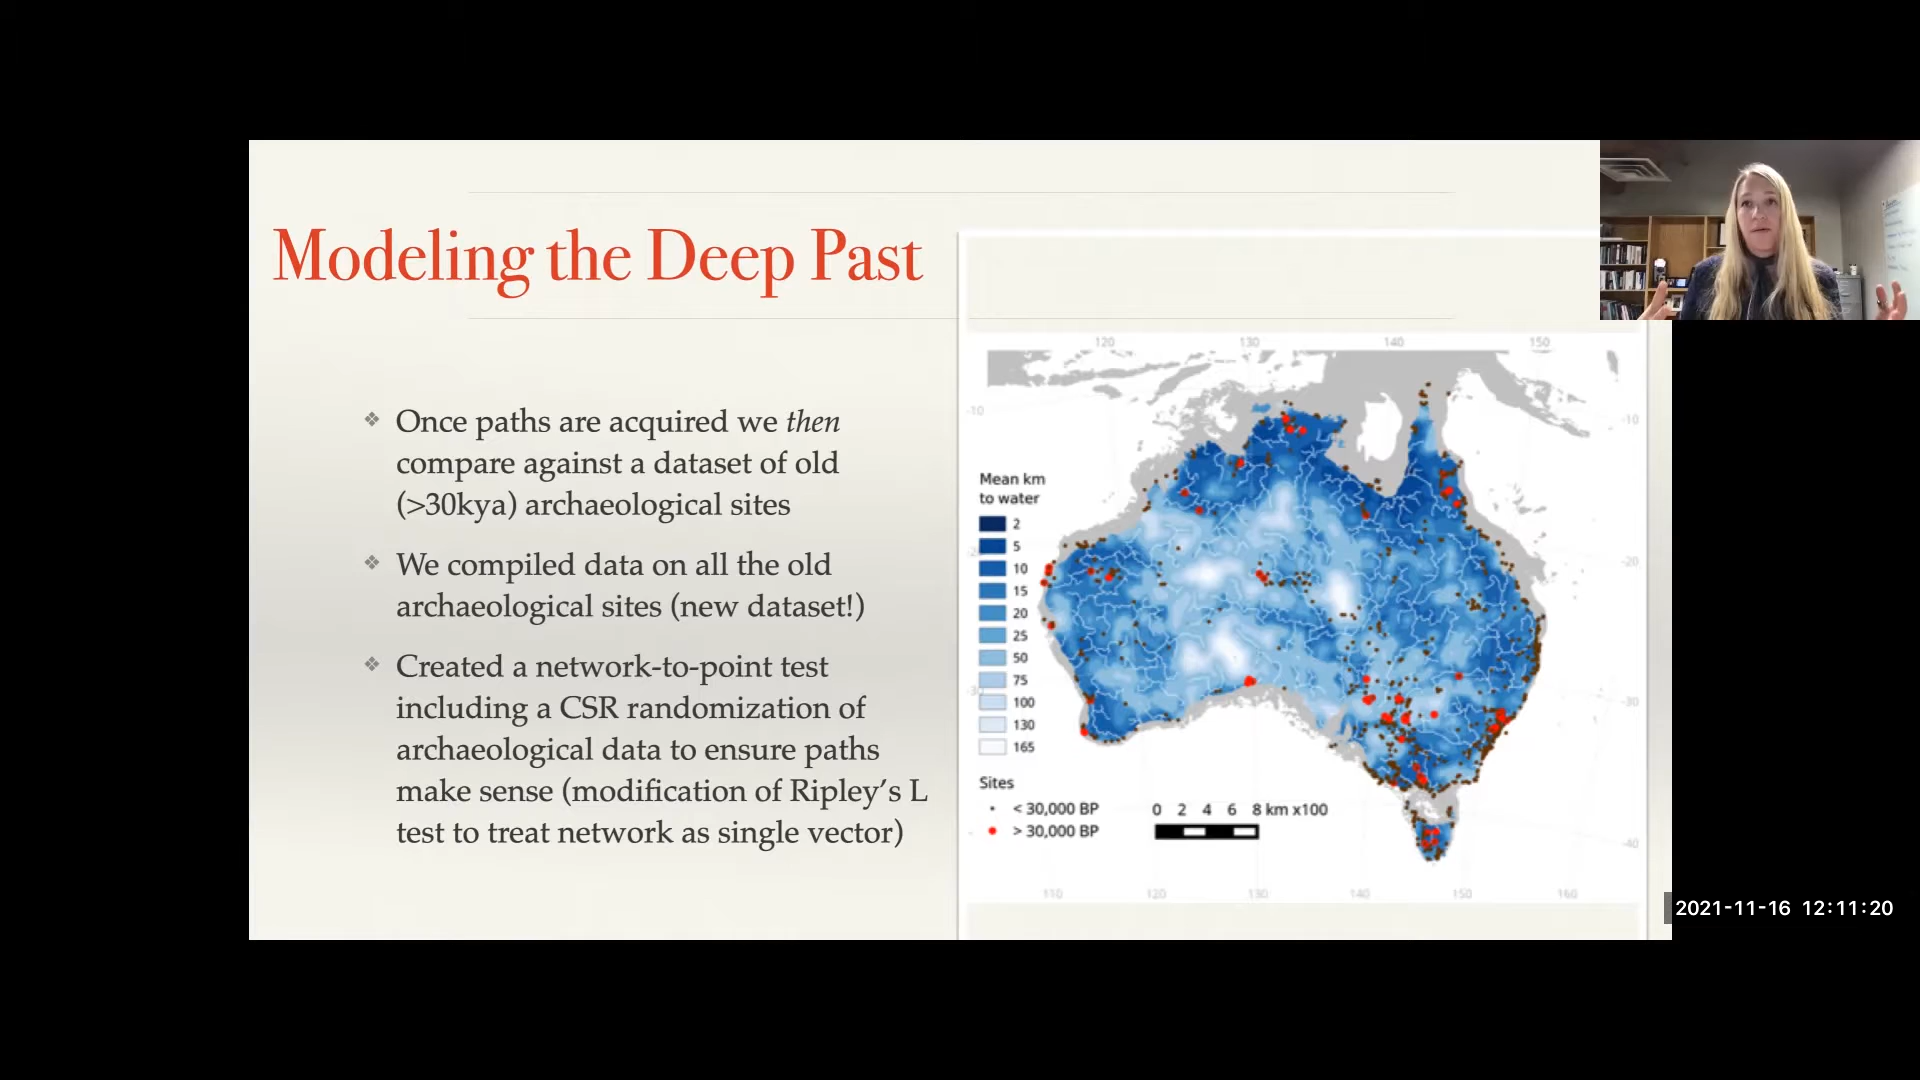 Modeling the Deep Past
❖ Once paths are acquired we then
compare against a dataset of old
(>30kya) archaeological sites
❖ We compiled data on all the old
archaeological sites (new dataset!)
❖ Created a network-to-point test
including a CSR randomization of
archaeological data to ensure paths
make sense (modification of Ripley's L
test to treat network as single vector)
120 130 140 150
-10 -10
Mean km
to water
2
5
10
15
20
25
50
75
100
130
165
-20
-30 -30
Sites
< 30,000 BP
> 30,000 BP
0 2 4 6 8 km x100
-40
110 120 130 140 150 160
2021-11-16 12:11:20